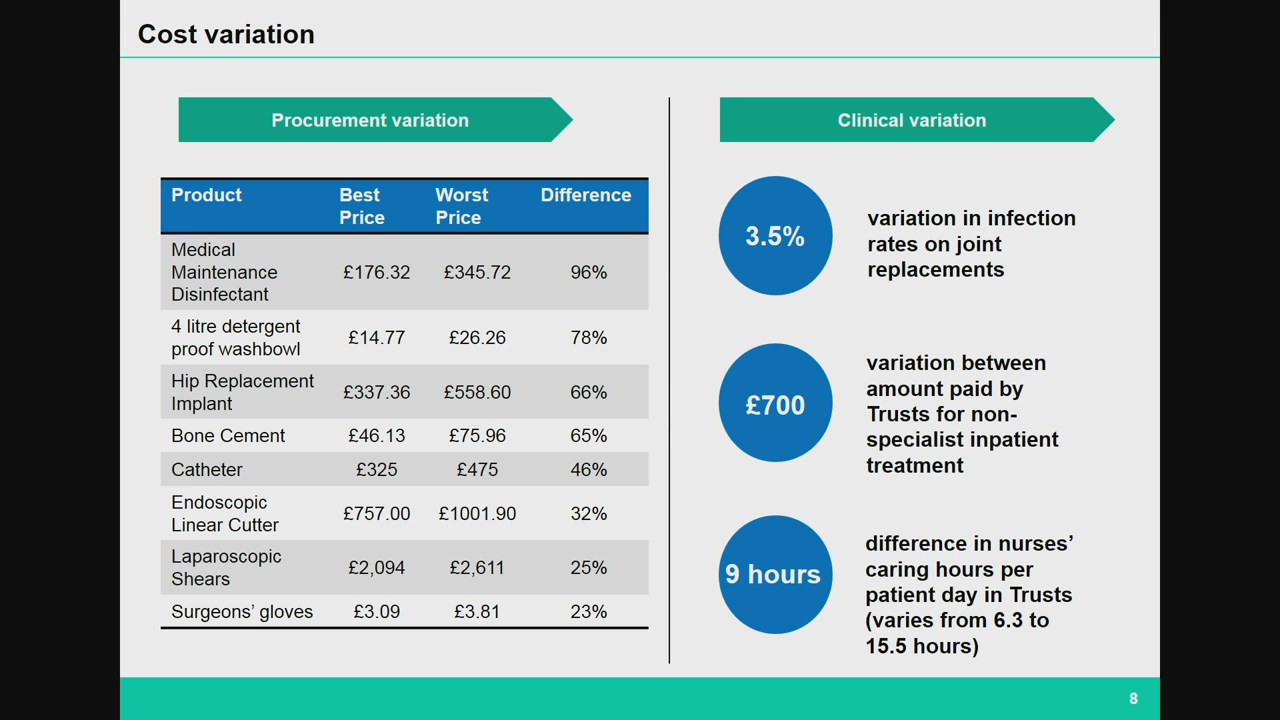 Cost variation
Procurement variation
Product Best Price Worst Price Difference
Medical Maintenance Disinfectant £176.32 £345.72 96%
4 litre detergent proof washbowl £14.77 £26.26 78%
Hip Replacement Implant £337.36 £558.60 66%
Bone Cement £46.13 £75.96 65%
Catheter £325 £475 46%
Endoscopic Linear Cutter £757.00 £1001.90 32%
Laparoscopic Shears £2,094 £2,611 25%
Surgeons’ gloves £3.09 £3.81 23%
Clinical variation
3.5%
variation in infection
rates on joint
replacements
£700
variation between
amount paid by
Trusts for non-
specialist inpatient
treatment
9 hours
difference in nurses’
caring hours per
patient day in Trusts
(varies from 6.3 to
15.5 hours)
8